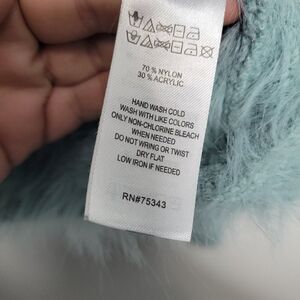 70 % NYLON
30 % ACRYLIC
HAND WASH COLD
WASH WITH LIKE COLORS
ONLY NON-CHLORINE BLEACH
WHEN NEEDED
DO NOT WRING OR TWIST
DRY FLAT
LOW IRON IF NEEDED
RN#75343